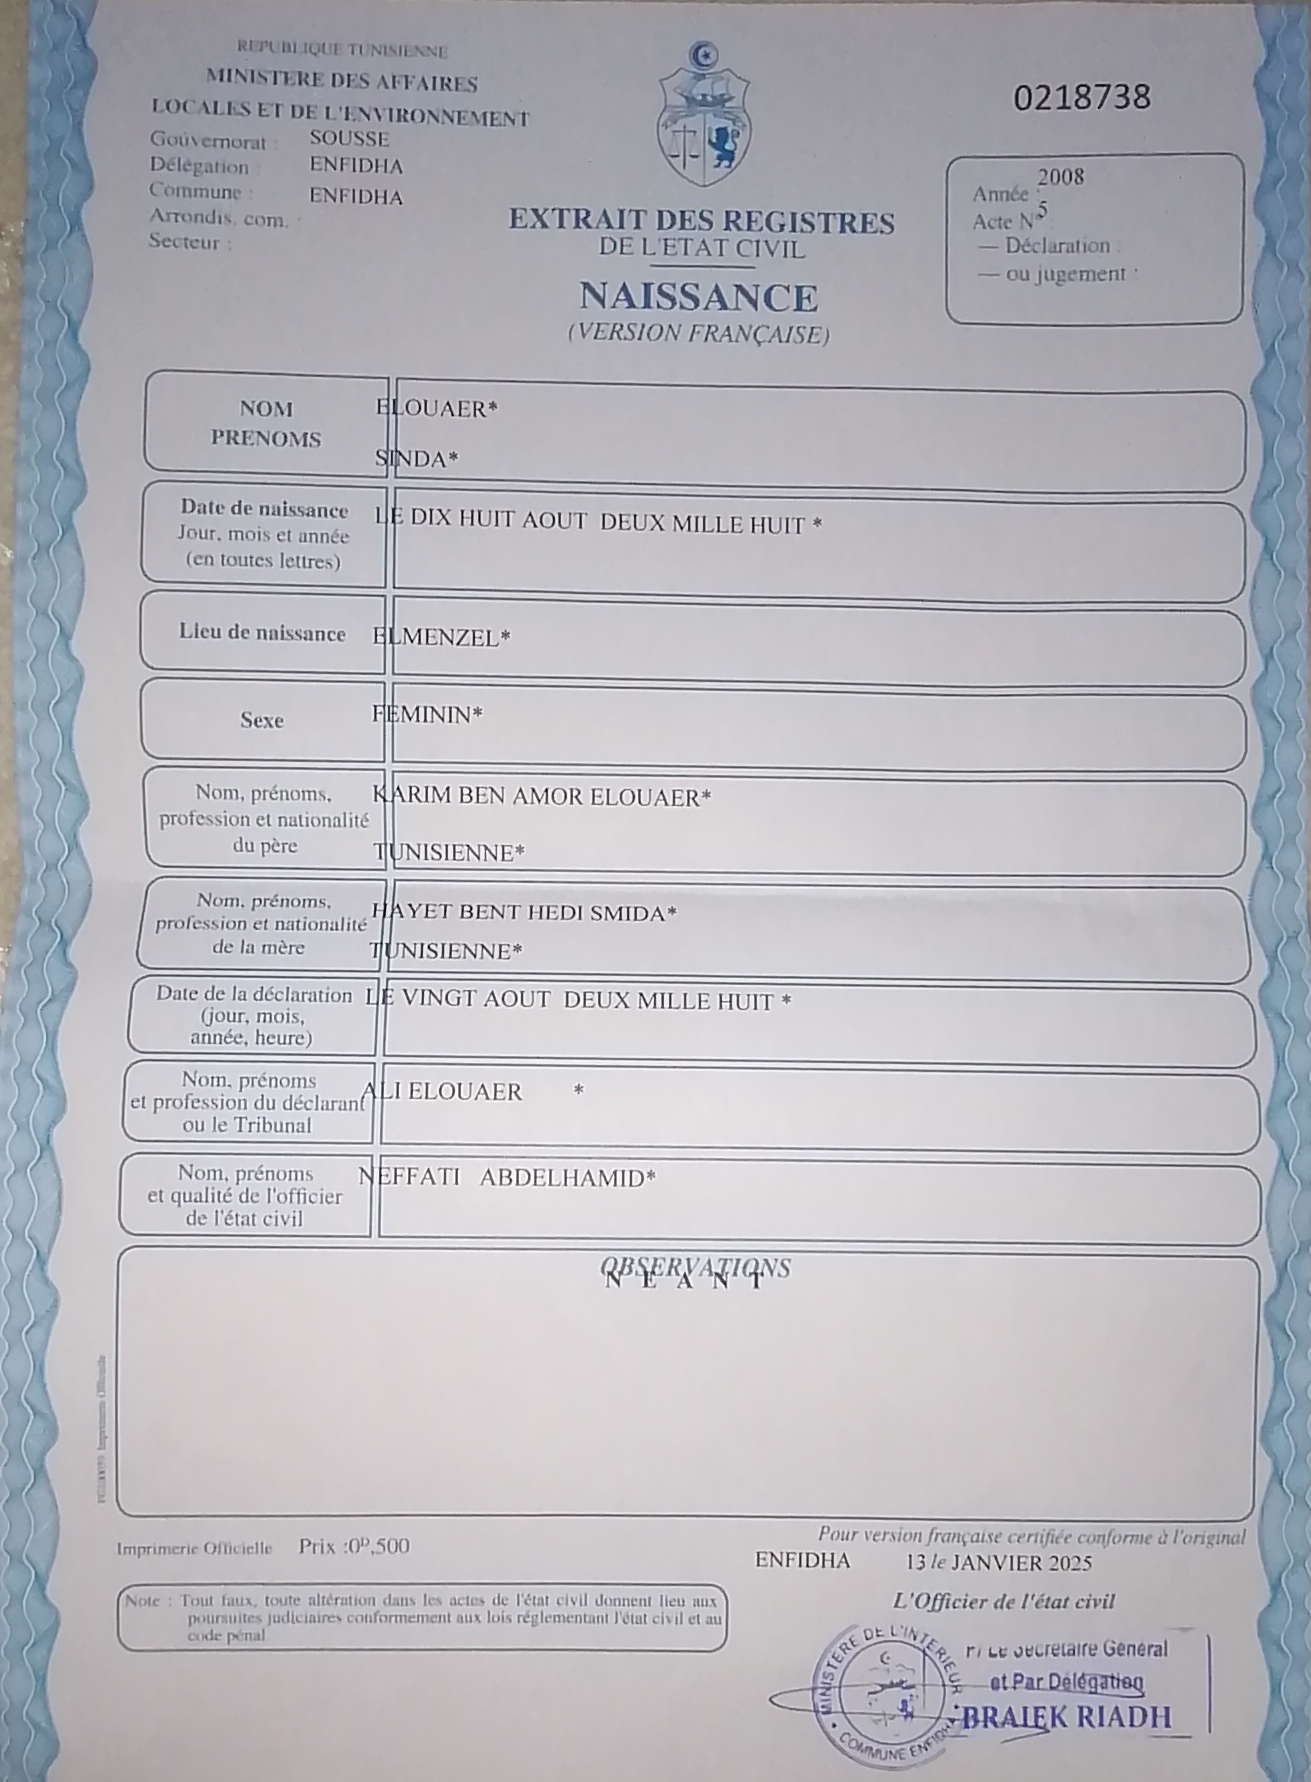 REPUBLIQUE TUNISIENNE
MINISTERE DES AFFAIRES
LOCALES ET DE L'ENVIRONNEMENT
Gouvernorat : SOUSSE
Délégation : ENFIDHA
Commune : ENFIDHA
Arrondis. com. :
Secteur :
EXTRAIT DES REGISTRES
DE L'ETAT CIVIL
NAISSANCE
(VERSION FRANÇAISE)
0218738
Année : 2008
Acte N° 5
— Déclaration :
— ou jugement :
NOM ELOUAER*
PRENOMS SINDA*
Date de naissance LE DIX HUIT AOUT DEUX MILLE HUIT *
Jour, mois et année
(en toutes lettres)
Lieu de naissance ELMENZEL*
Sexe FEMININ*
Nom, prénoms, KARIM BEN AMOR ELOUAER*
profession et nationalité
du père TUNISIENNE*
Nom, prénoms, HAYET BENT HEDI SMIDA*
profession et nationalité
de la mère TUNISIENNE*
Date de la déclaration LE VINGT AOUT DEUX MILLE HUIT *
(jour, mois,
année, heure)
Nom, prénoms ALI ELOUAER *
et profession du déclarant
ou le Tribunal
Nom, prénoms NEFFATI ABDELHAMID*
et qualité de l'officier
de l'état civil
OBSERVATIONS
N E A N T
Imprimerie Officielle
Imprimerie Officielle Prix :0ᴰ,500
Note : Tout faux, toute altération dans les actes de l'état civil donnent lieu aux
poursuites judiciaires conformement aux lois réglementant l'état civil et au
code pénal
Pour version française certifiée conforme à l'original
ENFIDHA 13 le JANVIER 2025
L'Officier de l'état civil
MINISTERE DE L'INTERIEUR
COMMUNE ENFIDHA
P/ Le Secrétaire Général
et Par Délégation
BRAIEK RIADH